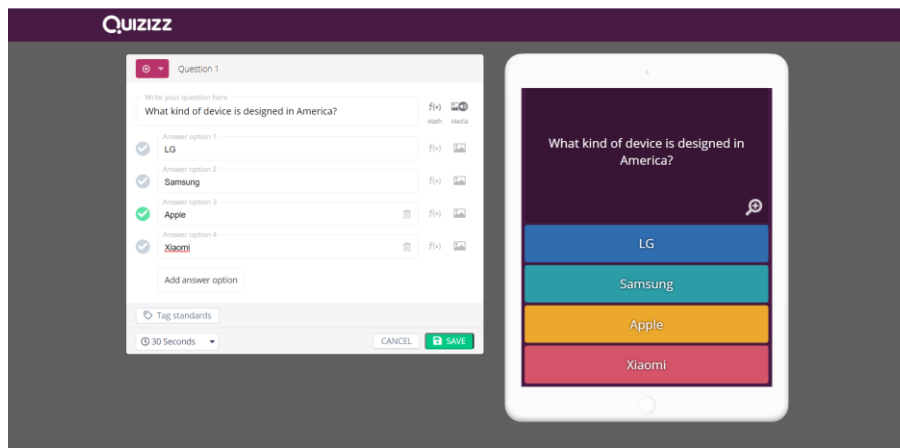 QUIZIZZ
Question 1
Write your question here
What kind of device is designed in America?
f(x)
Math
Media
Answer option 1
LG
f(x)
Answer option 2
Samsung
f(x)
Answer option 3
Apple
f(x)
Answer option 4
Xiaomi
f(x)
Add answer option
Tag standards
30 Seconds
CANCEL
SAVE
What kind of device is designed in
America?
LG
Samsung
Apple
Xiaomi